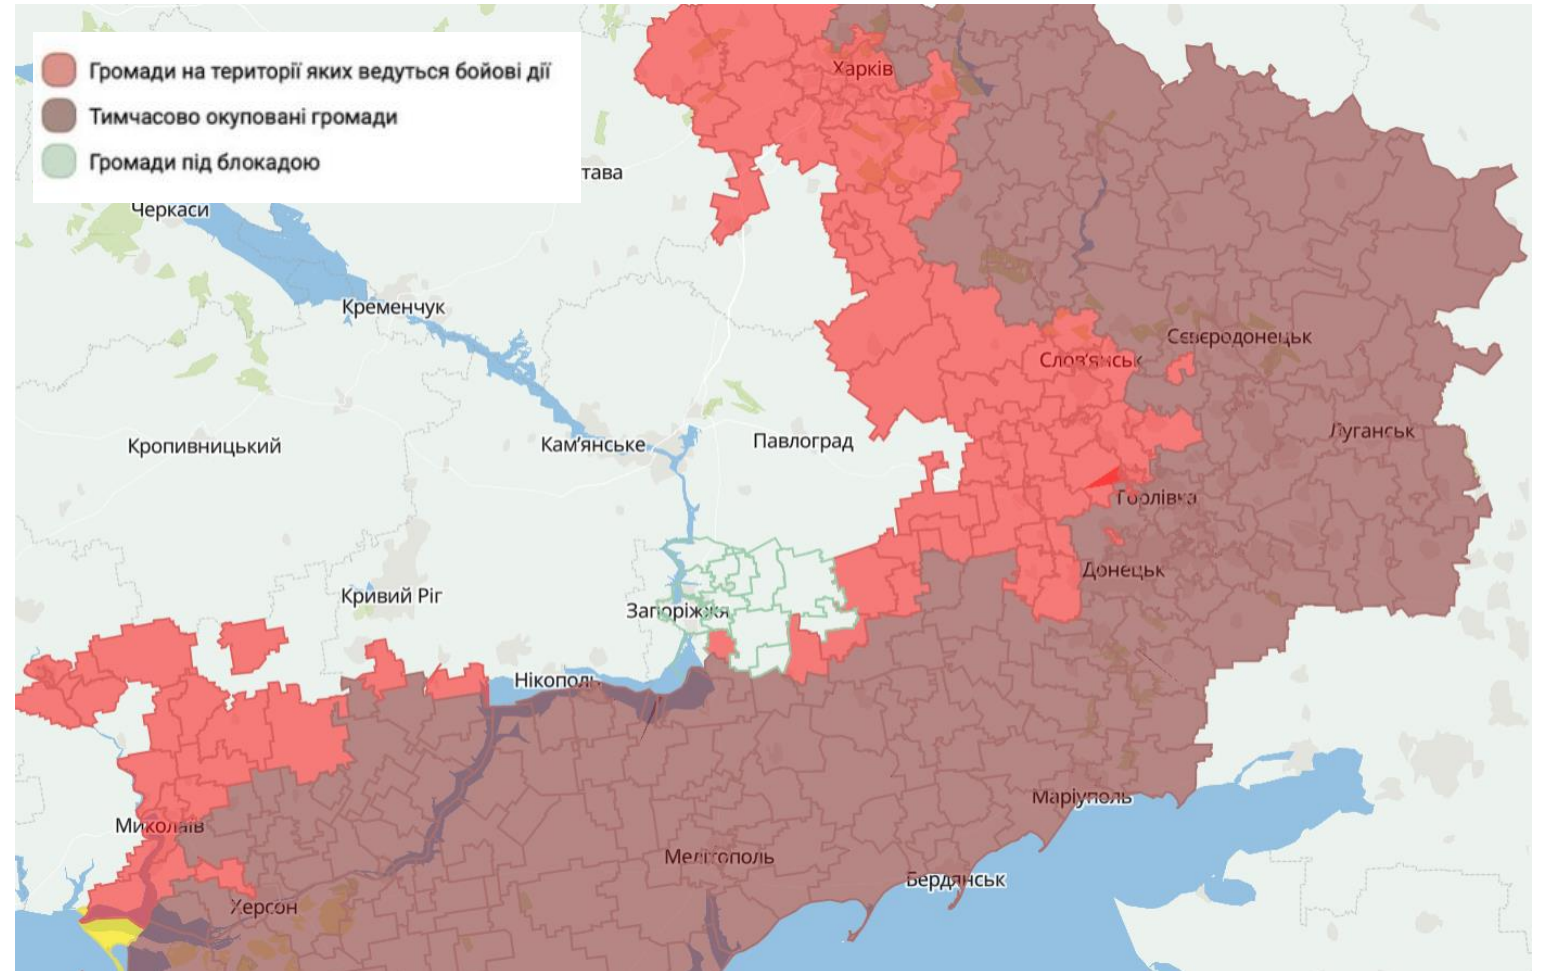 Громади на території яких ведуться бойові дії
Тимчасово окуповані громади
Громади під блокадою
Харків
тава
Черкаси
Кременчук
Сєвєродонецьк
Слов'янськ
Луганськ
Кропивницький
Кам'янське
Павлоград
Горлівка
Донецьк
Кривий Ріг
Запоріжжя
Нікополь
Маріуполь
Миколаїв
Мелітополь
Бердянськ
Херсон